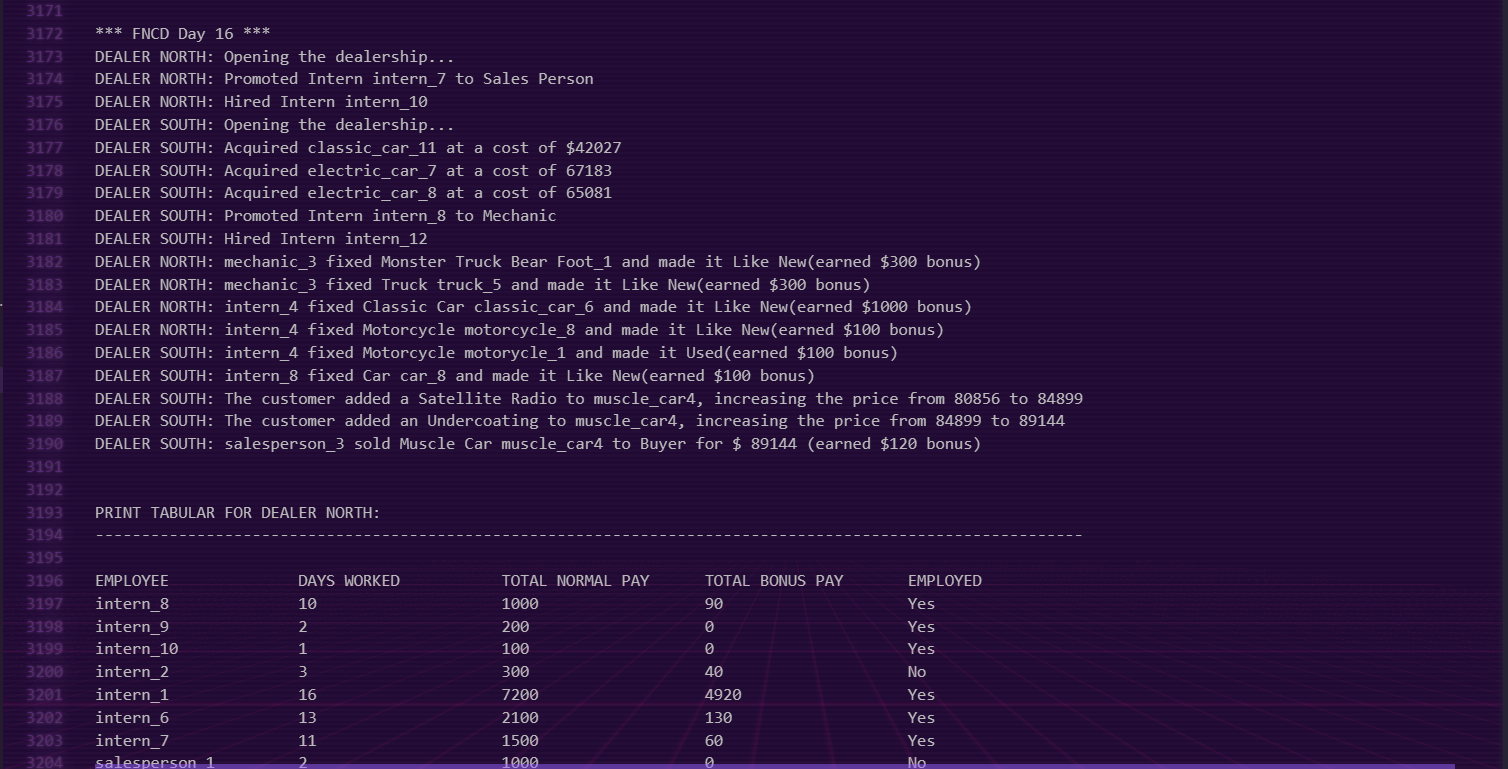 3171
3172 *** FNCD Day 16 ***
3173 DEALER NORTH: Opening the dealership...
3174 DEALER NORTH: Promoted Intern intern_7 to Sales Person
3175 DEALER NORTH: Hired Intern intern_10
3176 DEALER SOUTH: Opening the dealership...
3177 DEALER SOUTH: Acquired classic_car_11 at a cost of $42027
3178 DEALER SOUTH: Acquired electric_car_7 at a cost of 67183
3179 DEALER SOUTH: Acquired electric_car_8 at a cost of 65081
3180 DEALER SOUTH: Promoted Intern intern_8 to Mechanic
3181 DEALER SOUTH: Hired Intern intern_12
3182 DEALER NORTH: mechanic_3 fixed Monster Truck Bear Foot_1 and made it Like New(earned $300 bonus)
3183 DEALER NORTH: mechanic_3 fixed Truck truck_5 and made it Like New(earned $300 bonus)
3184 DEALER NORTH: intern_4 fixed Classic Car classic_car_6 and made it Like New(earned $1000 bonus)
3185 DEALER NORTH: intern_4 fixed Motorcycle motorcycle_8 and made it Like New(earned $100 bonus)
3186 DEALER SOUTH: intern_4 fixed Motorcycle motorycle_1 and made it Used(earned $100 bonus)
3187 DEALER SOUTH: intern_8 fixed Car car_8 and made it Like New(earned $100 bonus)
3188 DEALER SOUTH: The customer added a Satellite Radio to muscle_car4, increasing the price from 80856 to 84899
3189 DEALER SOUTH: The customer added an Undercoating to muscle_car4, increasing the price from 84899 to 89144
3190 DEALER SOUTH: salesperson_3 sold Muscle Car muscle_car4 to Buyer for $ 89144 (earned $120 bonus)
3191
3192
3193 PRINT TABULAR FOR DEALER NORTH:
3194 -----------------------------------------------------------------------------------------------------------
3195
3196 EMPLOYEE DAYS WORKED TOTAL NORMAL PAY TOTAL BONUS PAY EMPLOYED
3197 intern_8 10 1000 90 Yes
3198 intern_9 2 200 0 Yes
3199 intern_10 1 100 0 Yes
3200 intern_2 3 300 40 No
3201 intern_1 16 7200 4920 Yes
3202 intern_6 13 2100 130 Yes
3203 intern_7 11 1500 60 Yes
3204 salesperson_1 2 1000 0 No